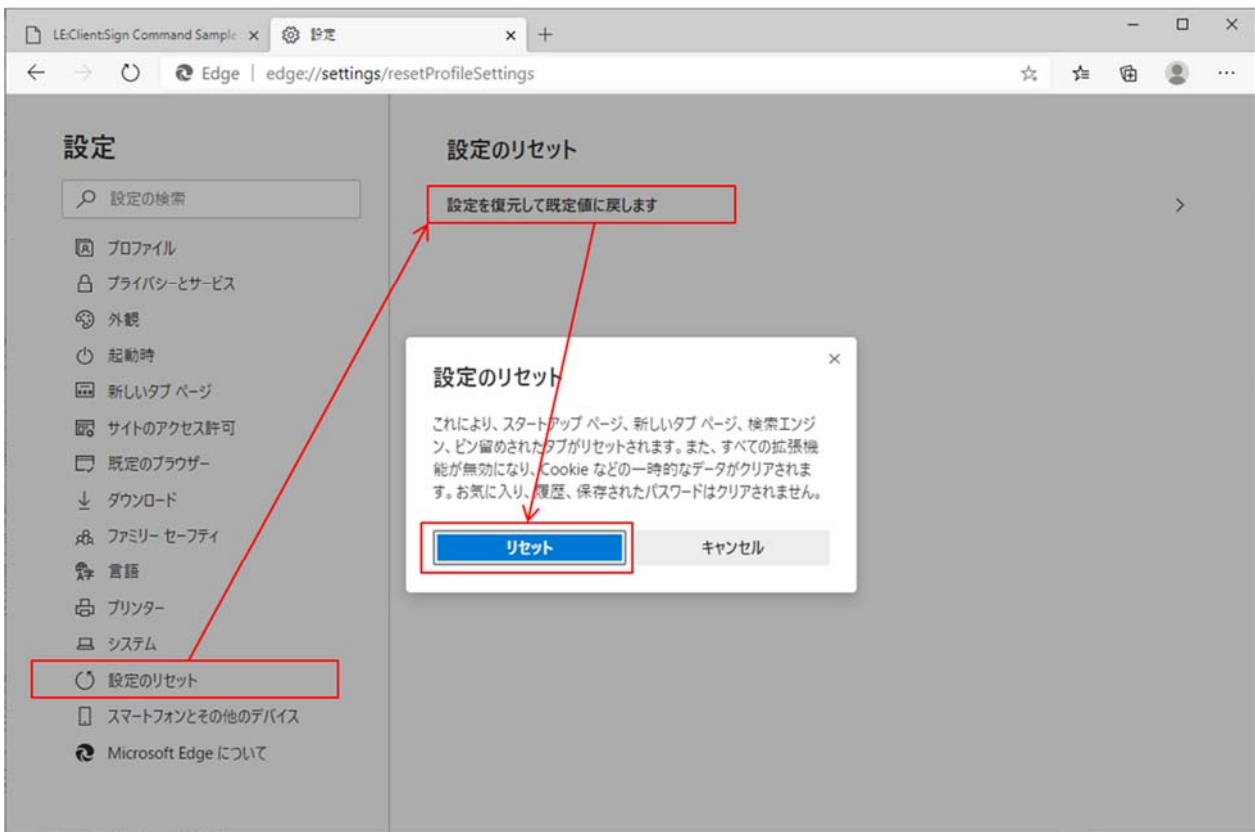 LE:Client:Sign Command Sample
設定
Edge | edge://settings/resetProfileSettings
設定
設定の検索
プロファイル
プライバシーとサービス
外観
起動時
新しいタブ ページ
サイトのアクセス許可
既定のブラウザー
ダウンロード
ファミリー セーフティ
言語
プリンター
システム
設定のリセット
スマートフォンとその他のデバイス
Microsoft Edge について
設定のリセット
設定を復元して既定値に戻します
設定のリセット
これにより、スタートアップ ページ、新しいタブ ページ、検索エンジ
ン、ピン留めされたタブがリセットされます。また、すべての拡張機
能が無効になり、Cookie などの一時的なデータがクリアされま
す。お気に入り、履歴、保存されたパスワードはクリアされません。
リセット
キャンセル